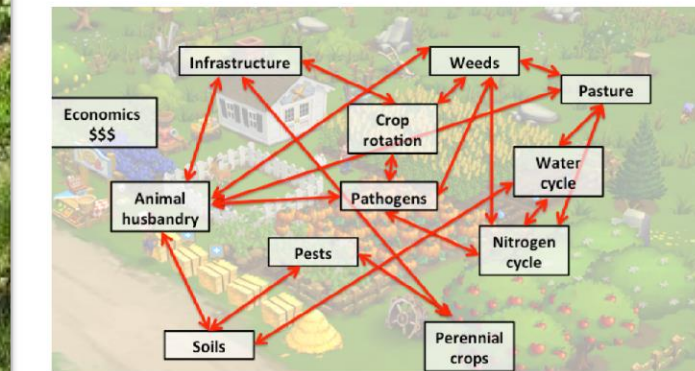 Infrastructure
Weeds
Pasture
Economics
$$$
Crop
rotation
Water
cycle
Animal
husbandry
Pathogens
Nitrogen
cycle
Pests
Soils
Perennial
crops